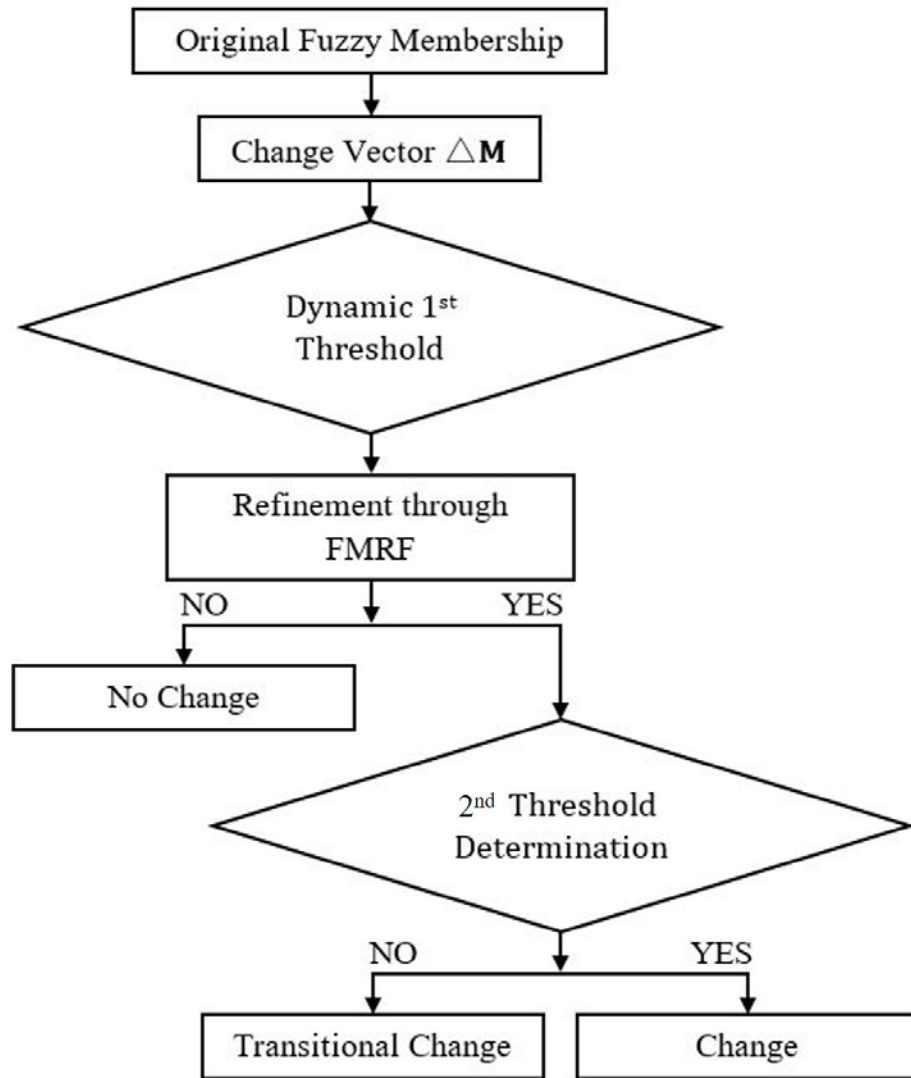 Original Fuzzy Membership
Change Vector △M
Dynamic 1st
Threshold
Refinement through
FMRF
NO YES
No Change
2nd Threshold
Determination
NO YES
Transitional Change
Change